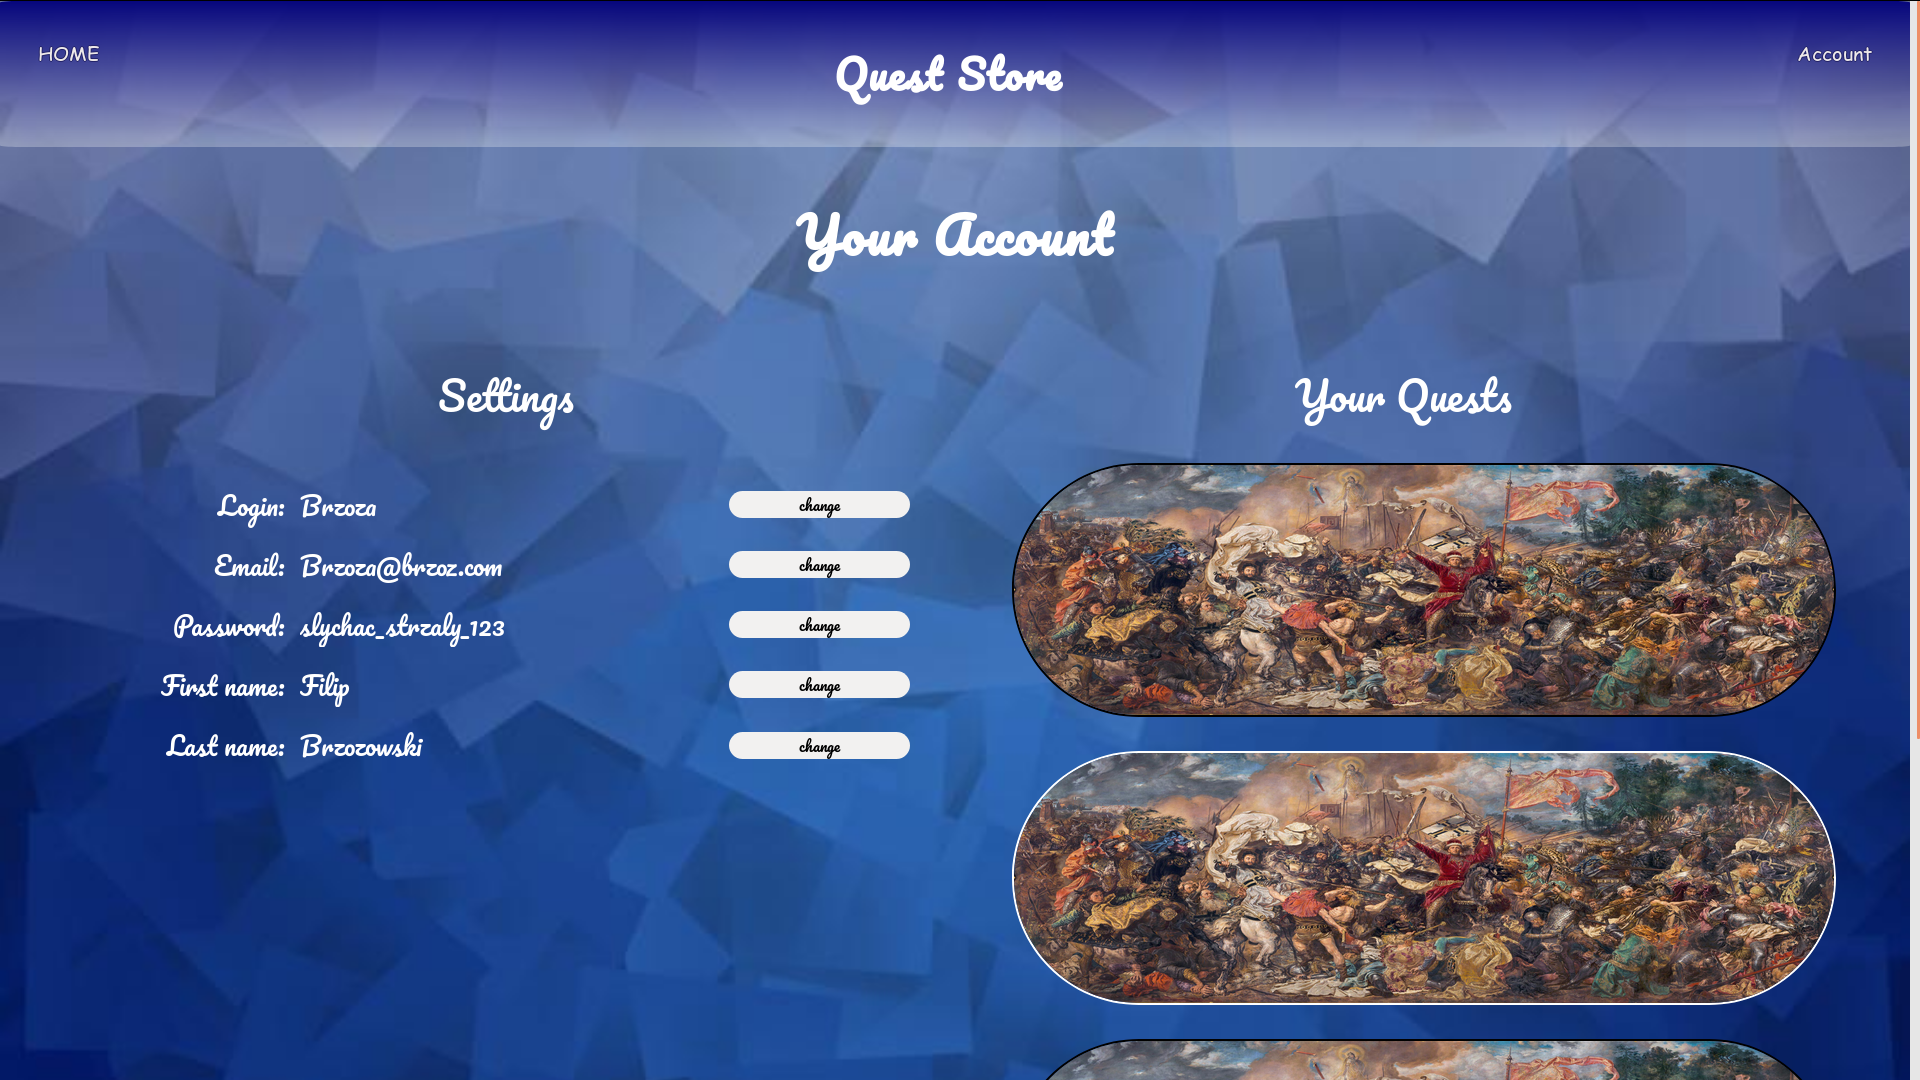 HOME
Quest Store
Account
Your Account
Settings
Login: Brzoza change
Email: Brzoza@brzoz.com change
Password: slychac_strzaly_123 change
First name: Filip change
Last name: Brzozowski change
Your Quests